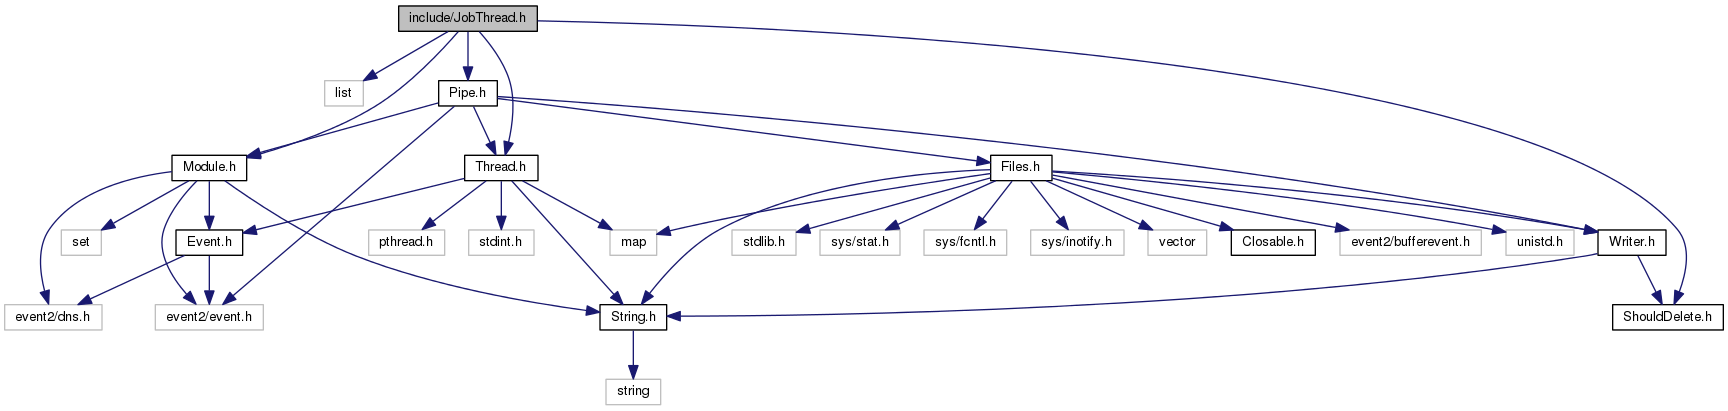 include/JobThread.h
list
Pipe.h
Module.h
Thread.h
Files.h
set
Event.h
pthread.h
stdint.h
map
stdlib.h
sys/stat.h
sys/fcntl.h
sys/inotify.h
vector
Closable.h
event2/bufferevent.h
unistd.h
Writer.h
event2/dns.h
event2/event.h
String.h
ShouldDelete.h
string